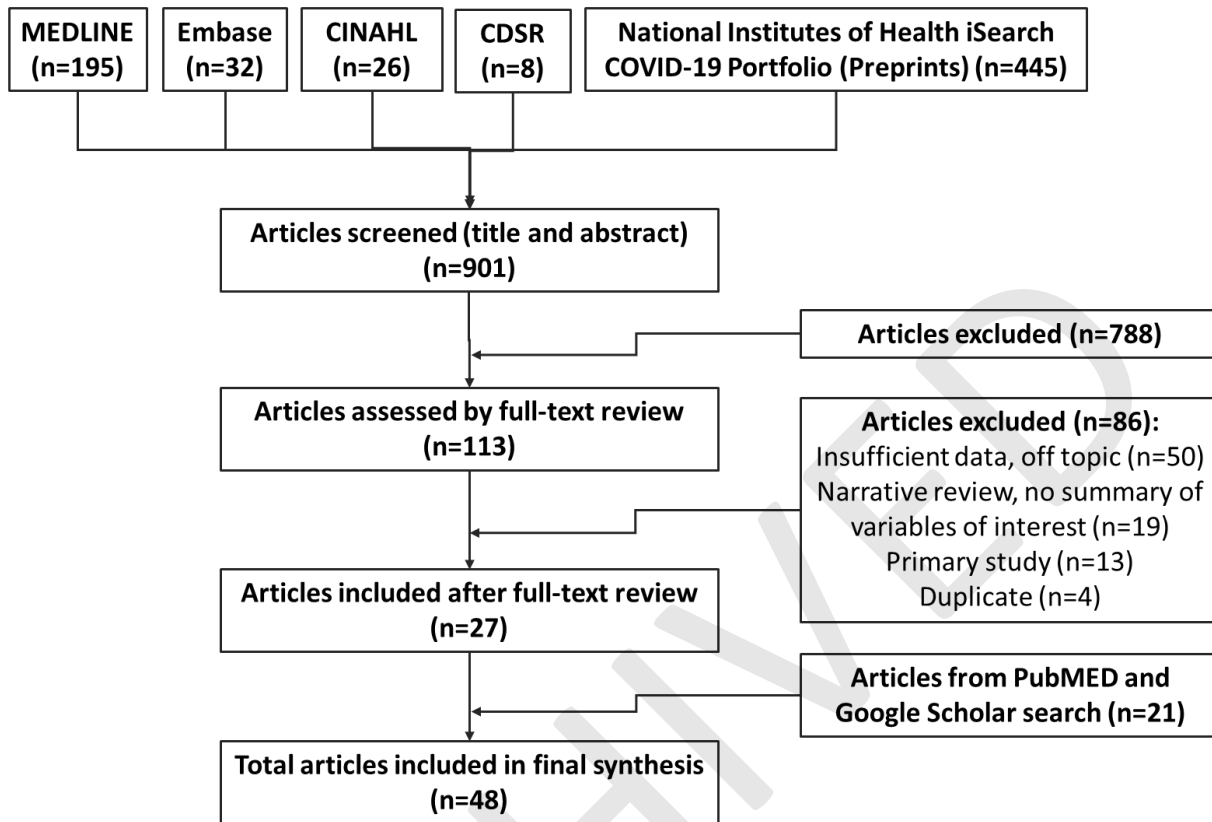 MEDLINE
(n=195)
Embase
(n=32)
CINAHL
(n=26)
CDSR
(n=8)
National Institutes of Health iSearch
COVID-19 Portfolio (Preprints) (n=445)
Articles screened (title and abstract)
(n=901)
Articles excluded (n=788)
Articles assessed by full-text review
(n=113)
Articles excluded (n=86):
Insufficient data, off topic (n=50)
Narrative review, no summary of
variables of interest (n=19)
Primary study (n=13)
Duplicate (n=4)
Articles included after full-text review
(n=27)
Articles from PubMED and
Google Scholar search (n=21)
Total articles included in final synthesis
(n=48)
HIVED